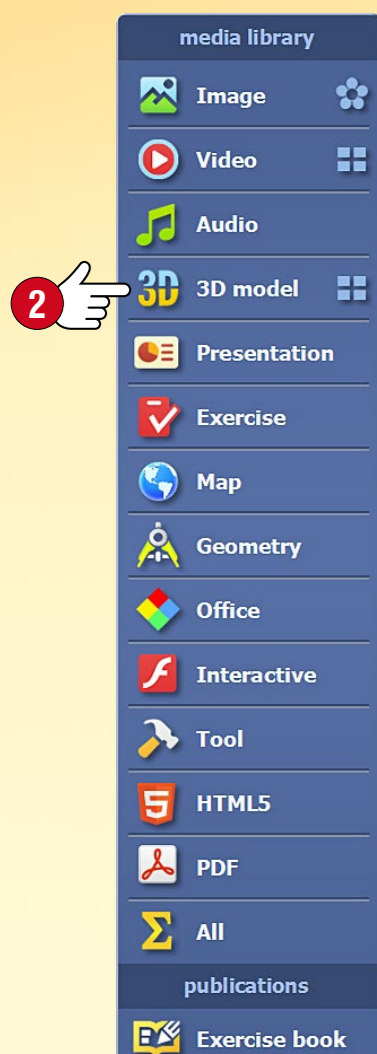 media library
Image
Video
Audio
2
3D
3D model
Presentation
Exercise
Map
Geometry
Office
Interactive
Tool
5
HTML5
PDF
Σ
All
publications
Exercise book